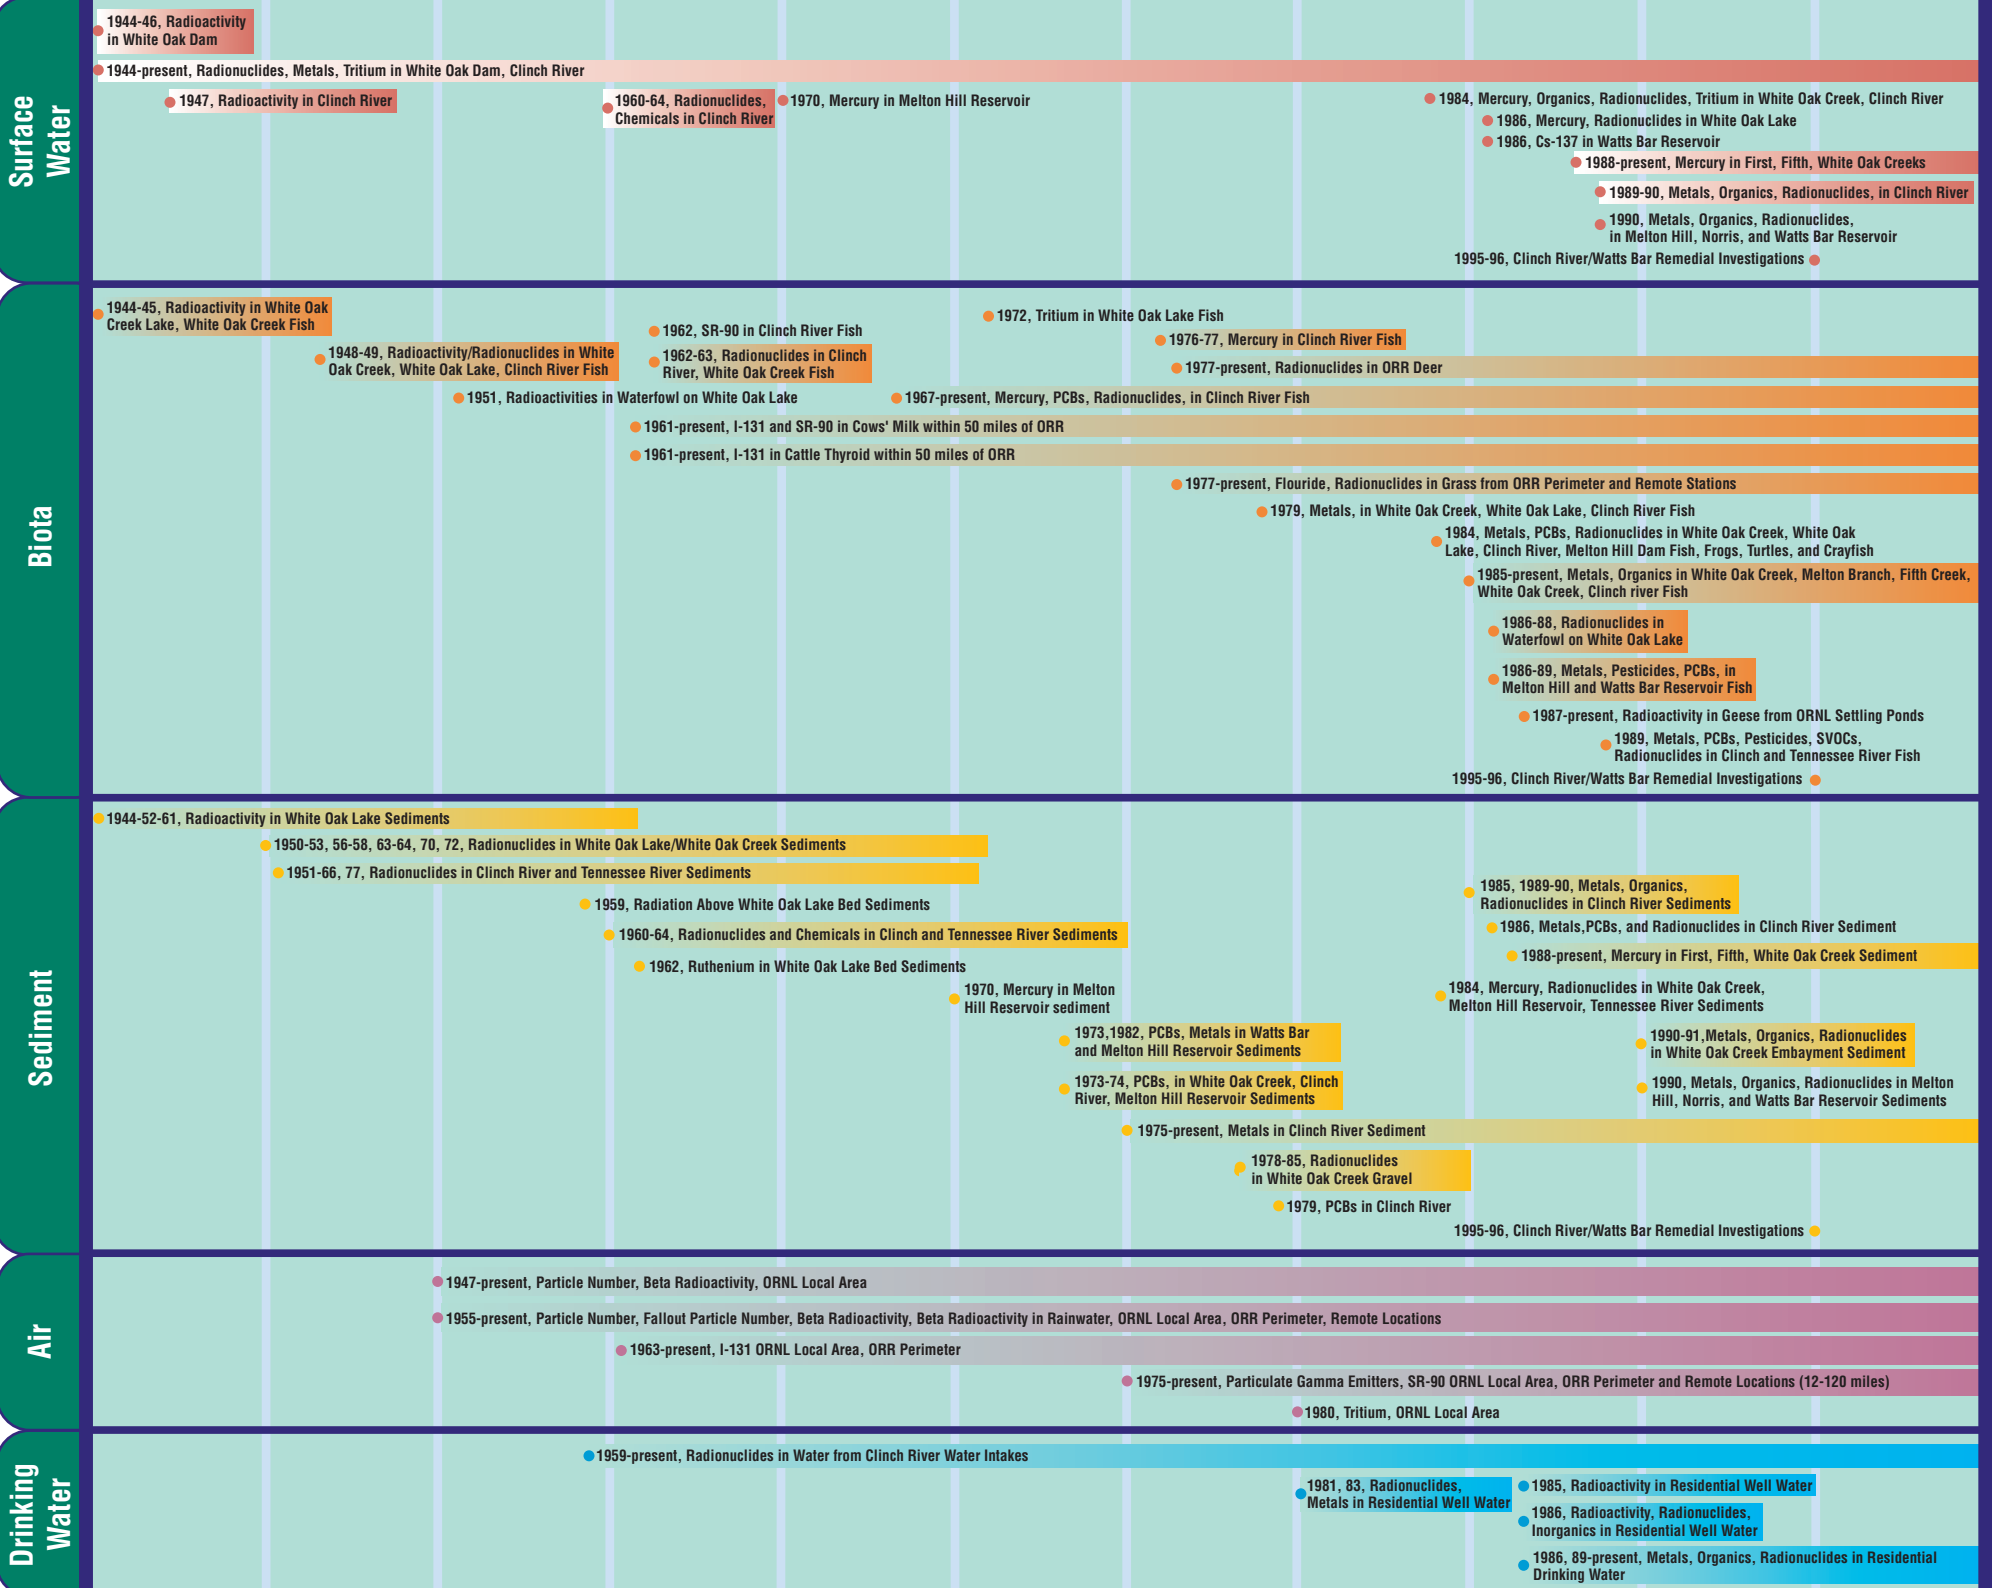 Surface
Water
1944-46, Radioactivity
in White Oak Dam
1944-present, Radionuclides, Metals, Tritium in White Oak Dam, Clinch River
1947, Radioactivity in Clinch River
1960-64, Radionuclides,
Chemicals in Clinch River
1970, Mercury in Melton Hill Reservoir
1984, Mercury, Organics, Radionuclides, Tritium in White Oak Creek, Clinch River
1986, Mercury, Radionuclides in White Oak Lake
1986, Cs-137 in Watts Bar Reservoir
1988-present, Mercury in First, Fifth, White Oak Creeks
1989-90, Metals, Organics, Radionuclides, in Clinch River
1990, Metals, Organics, Radionuclides,
in Melton Hill, Norris, and Watts Bar Reservoir
1995-96, Clinch River/Watts Bar Remedial Investigations
Biota
1944-45, Radioactivity in White Oak
Creek Lake, White Oak Creek Fish
1948-49, Radioactivity/Radionuclides in White
Oak Creek, White Oak Lake, Clinch River Fish
1951, Radioactivities in Waterfowl on White Oak Lake
1962, SR-90 in Clinch River Fish
1962-63, Radionuclides in Clinch
River, White Oak Creek Fish
1972, Tritium in White Oak Lake Fish
1976-77, Mercury in Clinch River Fish
1977-present, Radionuclides in ORR Deer
1967-present, Mercury, PCBs, Radionuclides, in Clinch River Fish
1961-present, I-131 and SR-90 in Cows' Milk within 50 miles of ORR
1961-present, I-131 in Cattle Thyroid within 50 miles of ORR
1977-present, Flouride, Radionuclides in Grass from ORR Perimeter and Remote Stations
1979, Metals, in White Oak Creek, White Oak Lake, Clinch River Fish
1984, Metals, PCBs, Radionuclides in White Oak Creek, White Oak
Lake, Clinch River, Melton Hill Dam Fish, Frogs, Turtles, and Crayfish
1985-present, Metals, Organics in White Oak Creek, Melton Branch, Fifth Creek,
White Oak Creek, Clinch river Fish
1986-88, Radionuclides in
Waterfowl on White Oak Lake
1986-89, Metals, Pesticides, PCBs, in
Melton Hill and Watts Bar Reservoir Fish
1987-present, Radioactivity in Geese from ORNL Settling Ponds
1989, Metals, PCBs, Pesticides, SVOCs,
Radionuclides in Clinch and Tennessee River Fish
1995-96, Clinch River/Watts Bar Remedial Investigations
Sediment
1944-52-61, Radioactivity in White Oak Lake Sediments
1950-53, 56-58, 63-64, 70, 72, Radionuclides in White Oak Lake/White Oak Creek Sediments
1951-66, 77, Radionuclides in Clinch River and Tennessee River Sediments
1959, Radiation Above White Oak Lake Bed Sediments
1960-64, Radionuclides and Chemicals in Clinch and Tennessee River Sediments
1962, Ruthenium in White Oak Lake Bed Sediments
1970, Mercury in Melton
Hill Reservoir sediment
1973,1982, PCBs, Metals in Watts Bar
and Melton Hill Reservoir Sediments
1973-74, PCBs, in White Oak Creek, Clinch
River, Melton Hill Reservoir Sediments
1975-present, Metals in Clinch River Sediment
1978-85, Radionuclides
in White Oak Creek Gravel
1979, PCBs in Clinch River
1985, 1989-90, Metals, Organics,
Radionuclides in Clinch River Sediments
1986, Metals,PCBs, and Radionuclides in Clinch River Sediment
1988-present, Mercury in First, Fifth, White Oak Creek Sediment
1984, Mercury, Radionuclides in White Oak Creek,
Melton Hill Reservoir, Tennessee River Sediments
1990-91,Metals, Organics, Radionuclides
in White Oak Creek Embayment Sediment
1990, Metals, Organics, Radionuclides in Melton
Hill, Norris, and Watts Bar Reservoir Sediments
1995-96, Clinch River/Watts Bar Remedial Investigations
Air
1947-present, Particle Number, Beta Radioactivity, ORNL Local Area
1955-present, Particle Number, Fallout Particle Number, Beta Radioactivity, Beta Radioactivity in Rainwater, ORNL Local Area, ORR Perimeter, Remote Locations
1963-present, I-131 ORNL Local Area, ORR Perimeter
1975-present, Particulate Gamma Emitters, SR-90 ORNL Local Area, ORR Perimeter and Remote Locations (12-120 miles)
1980, Tritium, ORNL Local Area
Drinking
Water
1959-present, Radionuclides in Water from Clinch River Water Intakes
1981, 83, Radionuclides,
Metals in Residential Well Water
1985, Radioactivity in Residential Well Water
1986, Radioactivity, Radionuclides,
Inorganics in Residential Well Water
1986, 89-present, Metals, Organics, Radionuclides in Residential
Drinking Water